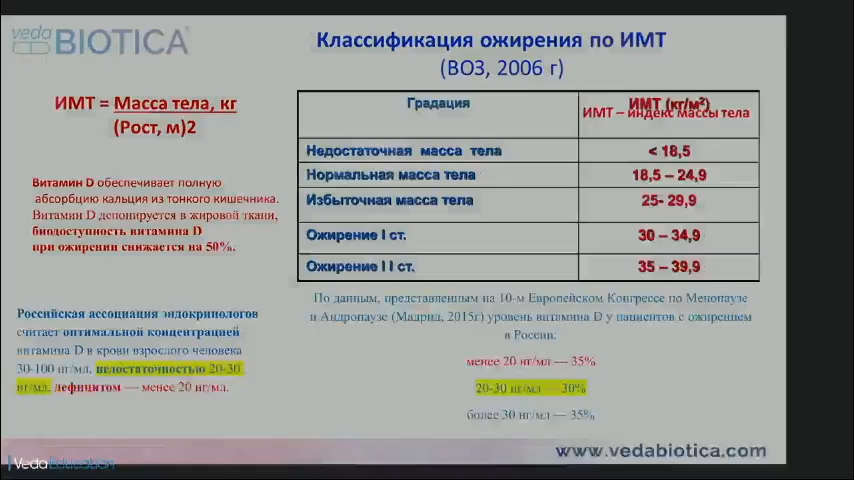 veda
BIOTICA
Классификация ожирения по ИМТ
(ВОЗ, 2006 г)
ИМТ = Масса тела, кг
(Рост, м)2
Витамин D обеспечивает полную
абсорбцию кальция из тонкого кишечника.
Витамин D депонируется в жировой ткани,
биодоступность витамина D
при ожирении снижается на 50%.
Российская ассоциация эндокринологов
считает оптимальной концентрацией
витамина D в крови взрослого человека
30-100 нг/мл, недостаточностью 20-30
нг/мл, дефицитом — менее 20 нг/мл.
Градация
ИМТ (кг/м²)
ИМТ – индекс массы тела
Недостаточная масса тела
< 18,5
Нормальная масса тела
18,5 – 24,9
Избыточная масса тела
25- 29,9
Ожирение I ст.
30 – 34,9
Ожирение I I ст.
35 – 39,9
По данным, представленным на 10-м Европейском Конгрессе по Менопаузе
и Андропаузе (Мадрид, 2015г) уровень витамина D у пациентов с ожирением
в России:
менее 20 нг/мл — 35%
20-30 нг/мл — 30%
более 30 нг/мл — 35%
www.vedabiotica.com
VedaEducation